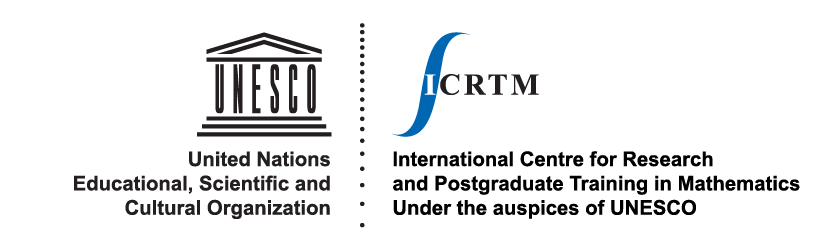 UNESCO
United Nations
Educational, Scientific and
Cultural Organization
ICRTM
International Centre for Research
and Postgraduate Training in Mathematics
Under the auspices of UNESCO